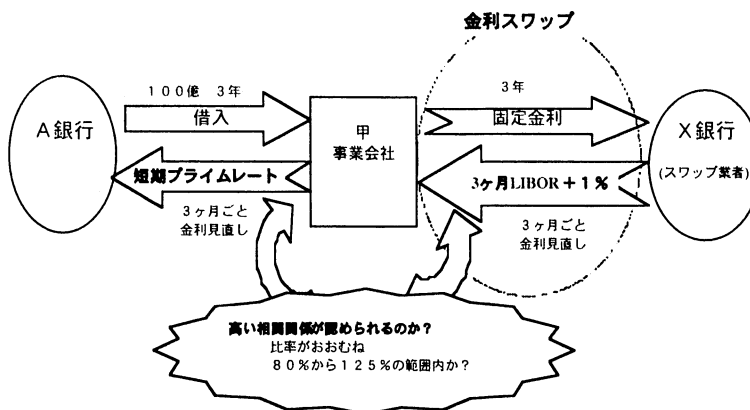 金利スワップ
A銀行
100億 3年
借入
短期プライムレート
3ヶ月ごと
金利見直し
甲
事業会社
3年
固定金利
3ヶ月LIBOR+1%
3ヶ月ごと
金利見直し
X銀行
(スワップ業者)
高い相関関係が認められるのか?
比率がおおむね
80%から125%の範囲内か?